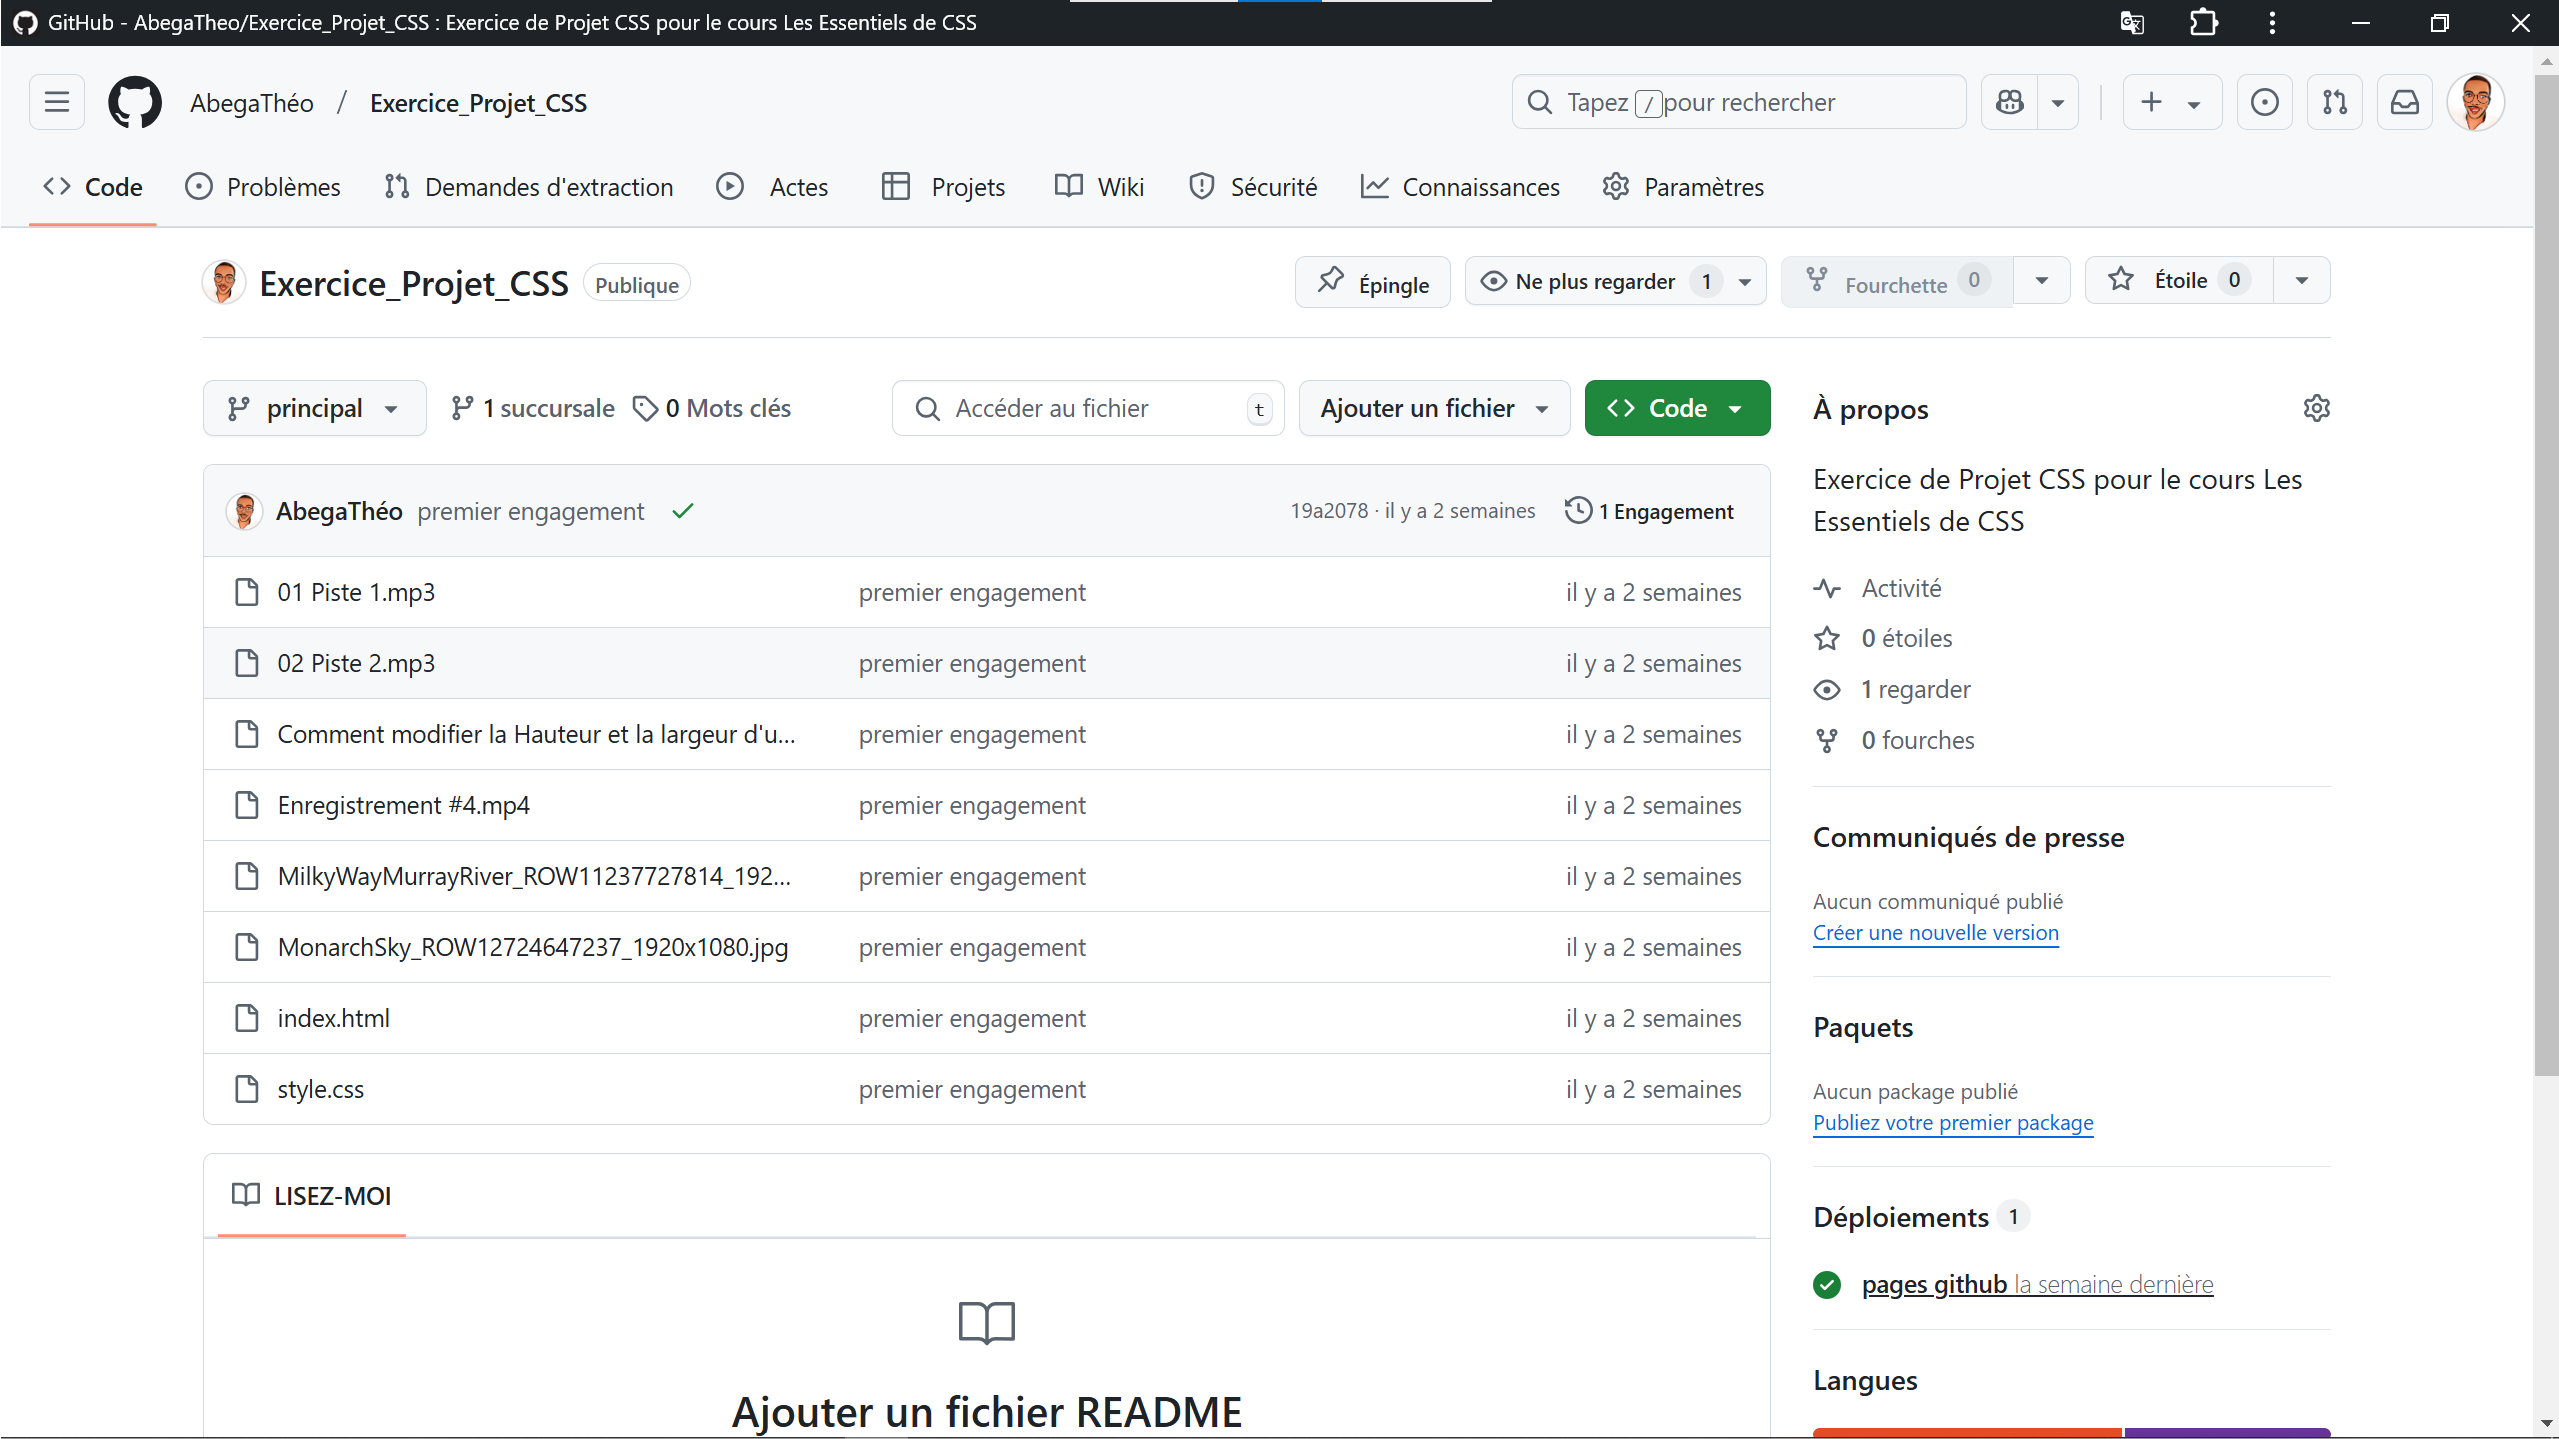 GitHub - AbegaTheo/Exercice_Projet_CSS : Exercice de Projet CSS pour le cours Les Essentiels de CSS
AbegaThéo / Exercice_Projet_CSS
Tapez / pour rechercher
Code
Problèmes
Demandes d'extraction
Actes
Projets
Wiki
Sécurité
Connaissances
Paramètres
Exercice_Projet_CSS
Publique
Épingle
Ne plus regarder 1
Fourchette 0
Étoile 0
principal
1 succursale
0 Mots clés
Accéder au fichier t
Ajouter un fichier
Code
AbegaThéo premier engagement
19a2078 · il y a 2 semaines
1 Engagement
01 Piste 1.mp3 premier engagement il y a 2 semaines
02 Piste 2.mp3 premier engagement il y a 2 semaines
Comment modifier la Hauteur et la largeur d'u... premier engagement il y a 2 semaines
Enregistrement #4.mp4 premier engagement il y a 2 semaines
MilkyWayMurrayRiver_ROW11237727814_192... premier engagement il y a 2 semaines
MonarchSky_ROW12724647237_1920x1080.jpg premier engagement il y a 2 semaines
index.html premier engagement il y a 2 semaines
style.css premier engagement il y a 2 semaines
LISEZ-MOI
Ajouter un fichier README
À propos
Exercice de Projet CSS pour le cours Les
Essentiels de CSS
Activité
0 étoiles
1 regarder
0 fourches
Communiqués de presse
Aucun communiqué publié
Créer une nouvelle version
Paquets
Aucun package publié
Publiez votre premier package
Déploiements 1
pages github la semaine dernière
Langues